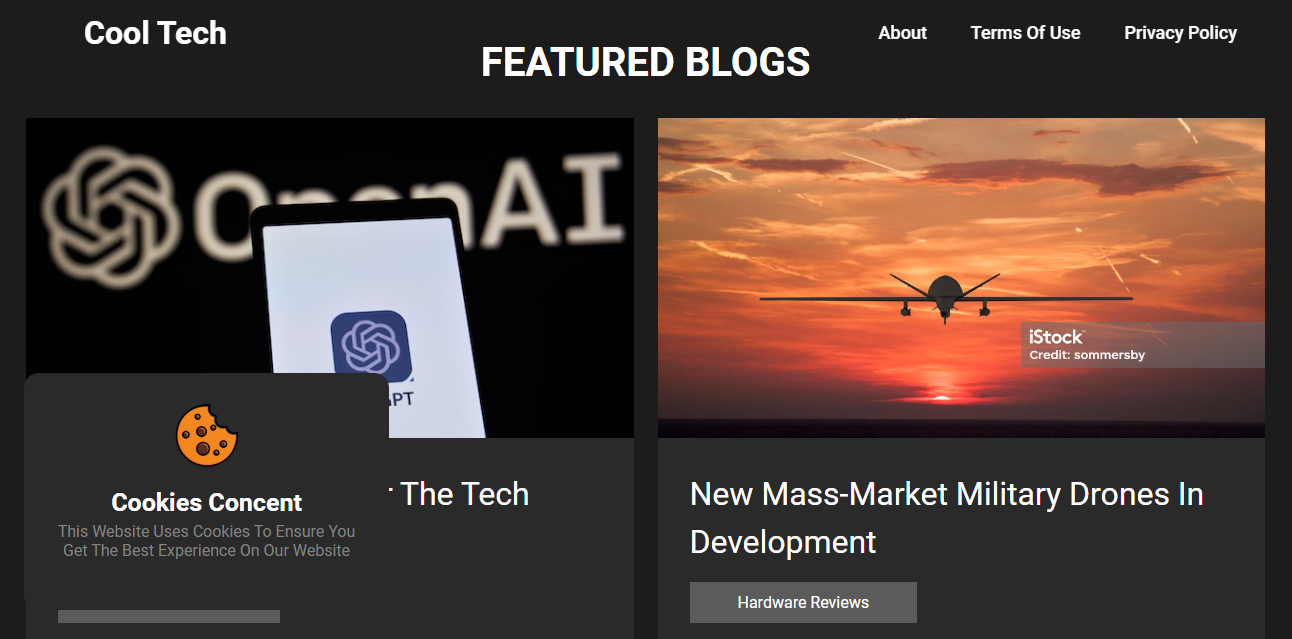 Cool Tech
About
Terms Of Use
Privacy Policy
FEATURED BLOGS
OpenAI
GPT
iStock
Credit: sommersby
Cookies Concent
This Website Uses Cookies To Ensure You
Get The Best Experience On Our Website
The Tech
New Mass-Market Military Drones In
Development
Hardware Reviews